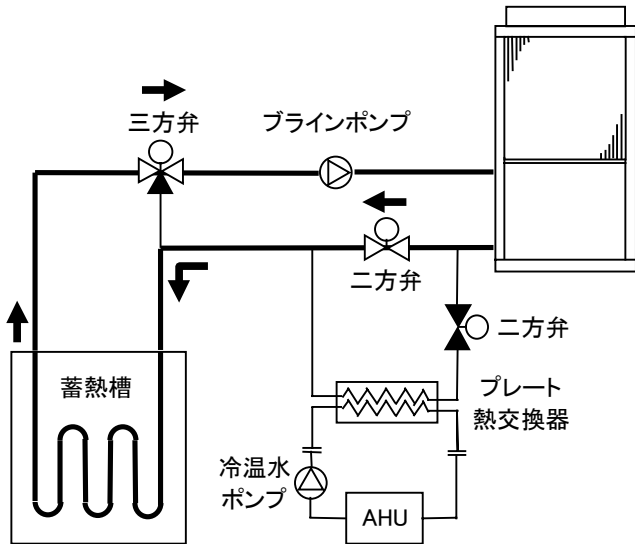 三方弁
ブラインポンプ
二方弁
二方弁
蓄熱槽
プレート
熱交換器
冷温水
ポンプ
AHU